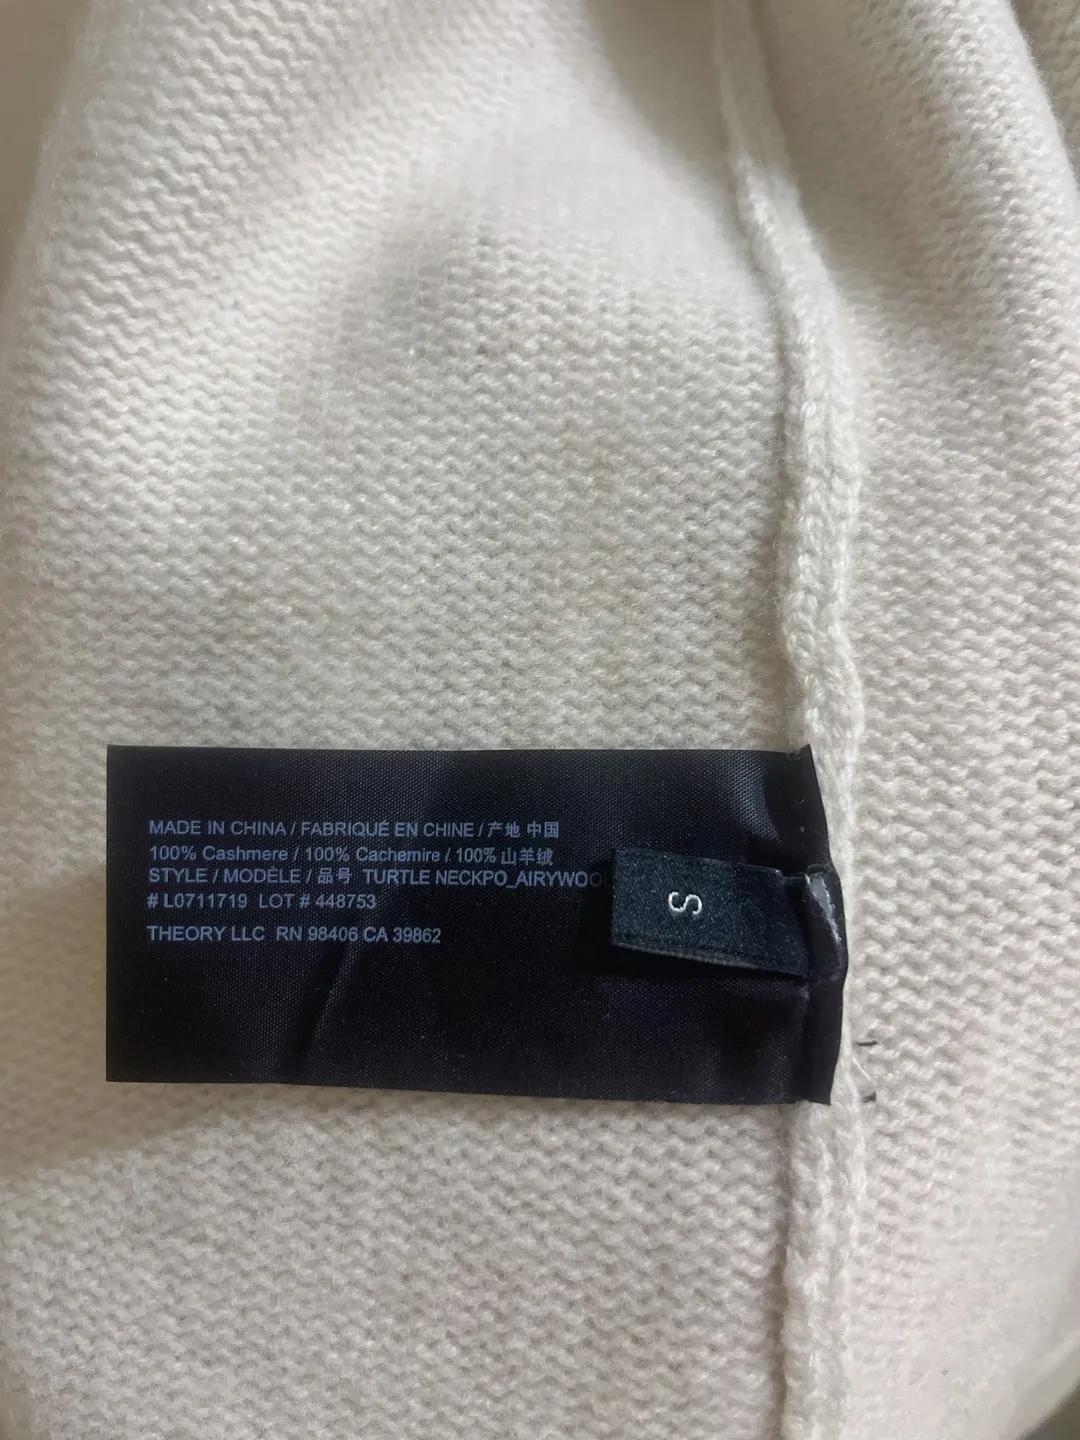 MADE IN CHINA / FABRIQUÉ EN CHINE / 产地 中国
100% Cashmere / 100% Cachemire / 100% 山羊绒
STYLE / MODÈLE / 品号 TURTLE NECKPO_AIRYWOOL
# L0711719 LOT # 448753
THEORY LLC RN 98406 CA 39862
S